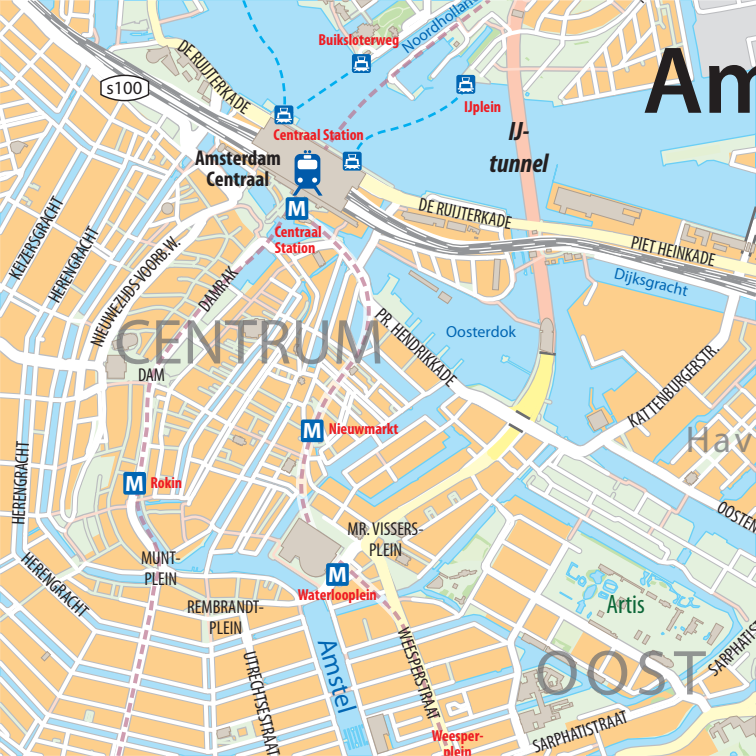 Buiksloterweg
Noordhollan
DE RUIJTERKADE
s100
IJplein
Am
Centraal Station
IJ-
tunnel
Amsterdam
Centraal
M
Centraal
Station
DE RUIJTERKADE
PIET HEINKADE
Dijksgracht
KEIZERSGRACHT
HERENGRACHT
NIEUWEZIJDS VOORB.W.
DAMRAK
CENTRUM
PR. HENDRIKKADE
Oosterdok
DAM
KATTENBURGERSTR.
M
Nieuwmarkt
Hav
HERENGRACHT
M
Rokin
OOSTEN
MR. VISSERS-
PLEIN
MUNT-
PLEIN
HERENGRACHT
M
Waterlooplein
REMBRANDT-
PLEIN
Artis
UTRECHTSESTRAAT
Amstel
WEESPERSTRAAT
OOST
SARPHATIST
Weesper-
plein
SARPHATISTRAAT